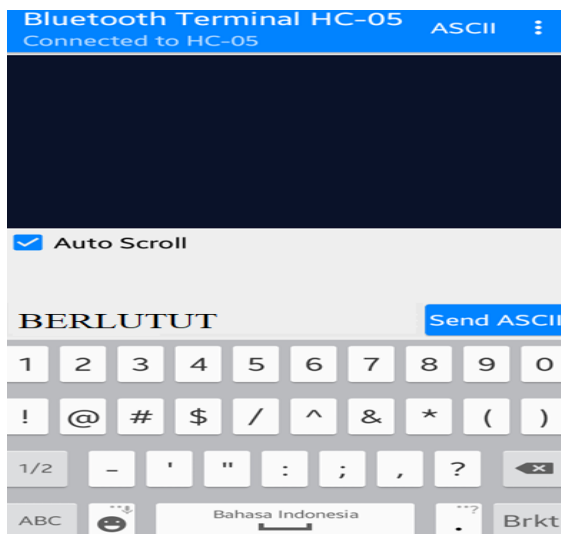 Bluetooth Terminal HC-05
Connected to HC-05
ASCII
Auto Scroll
BERLUTUT
Send ASCII
1 2 3 4 5 6 7 8 9 0
! @ # $ / ^ & * ( )
1/2 - ' " : ; , ?
ABC Bahasa Indonesia . Brkt